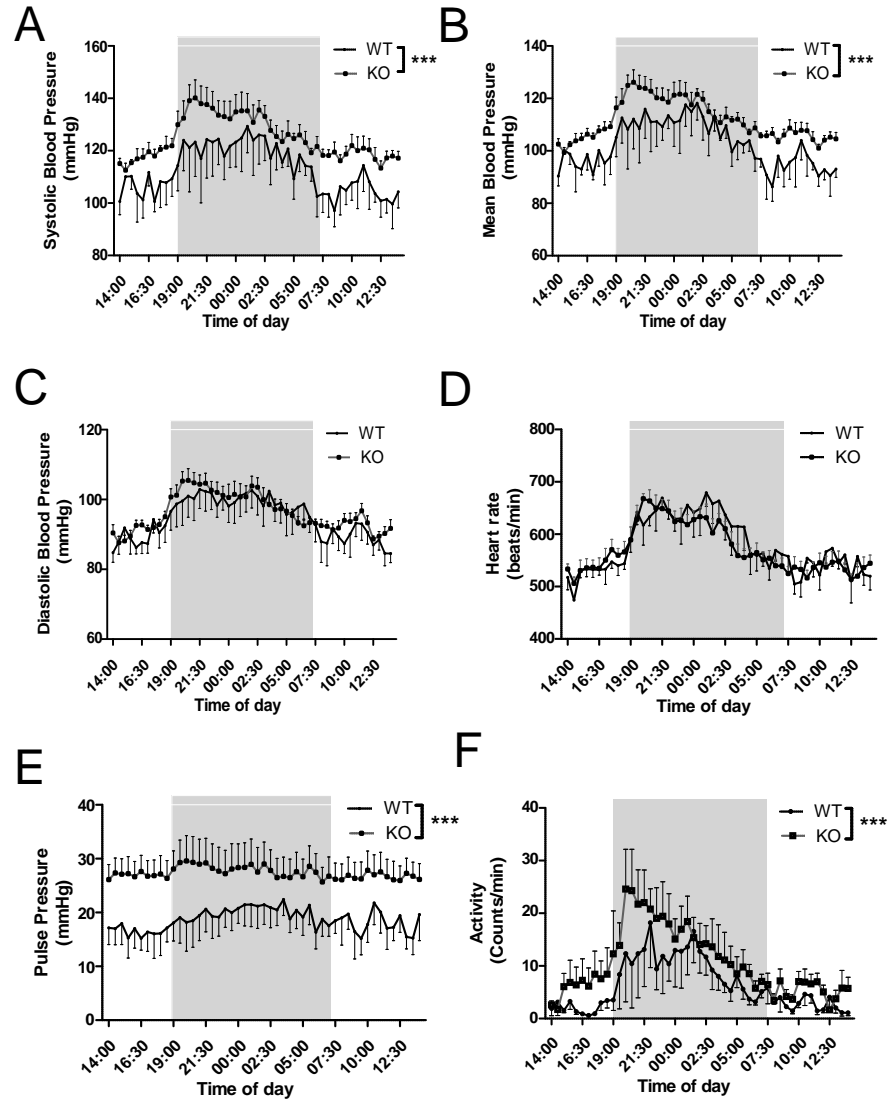 A
Systolic Blood Pressure
(mmHg)
160
140
120
100
80
WT
KO
***
14:00
16:30
19:00
21:30
00:00
02:30
05:00
07:30
10:00
12:30
Time of day
B
Mean Blood Pressure
(mmHg)
140
120
100
80
60
WT
KO
***
14:00
16:30
19:00
21:30
00:00
02:30
05:00
07:30
10:00
12:30
Time of day
C
Diastolic Blood Pressure
(mmHg)
120
100
80
60
WT
KO
14:00
16:30
19:00
21:30
00:00
02:30
05:00
07:30
10:00
12:30
Time of day
D
Heart rate
(beats/min)
800
700
600
500
400
WT
KO
14:00
16:30
19:00
21:30
00:00
02:30
05:00
07:30
10:00
12:30
Time of day
E
Pulse Pressure
(mmHg)
40
30
20
10
0
WT
KO
***
14:00
16:30
19:00
21:30
00:00
02:30
05:00
07:30
10:00
12:30
Time of day
F
Activity
(Counts/min)
40
30
20
10
0
WT
KO
***
14:00
16:30
19:00
21:30
00:00
02:30
05:00
07:30
10:00
12:30
Time of day